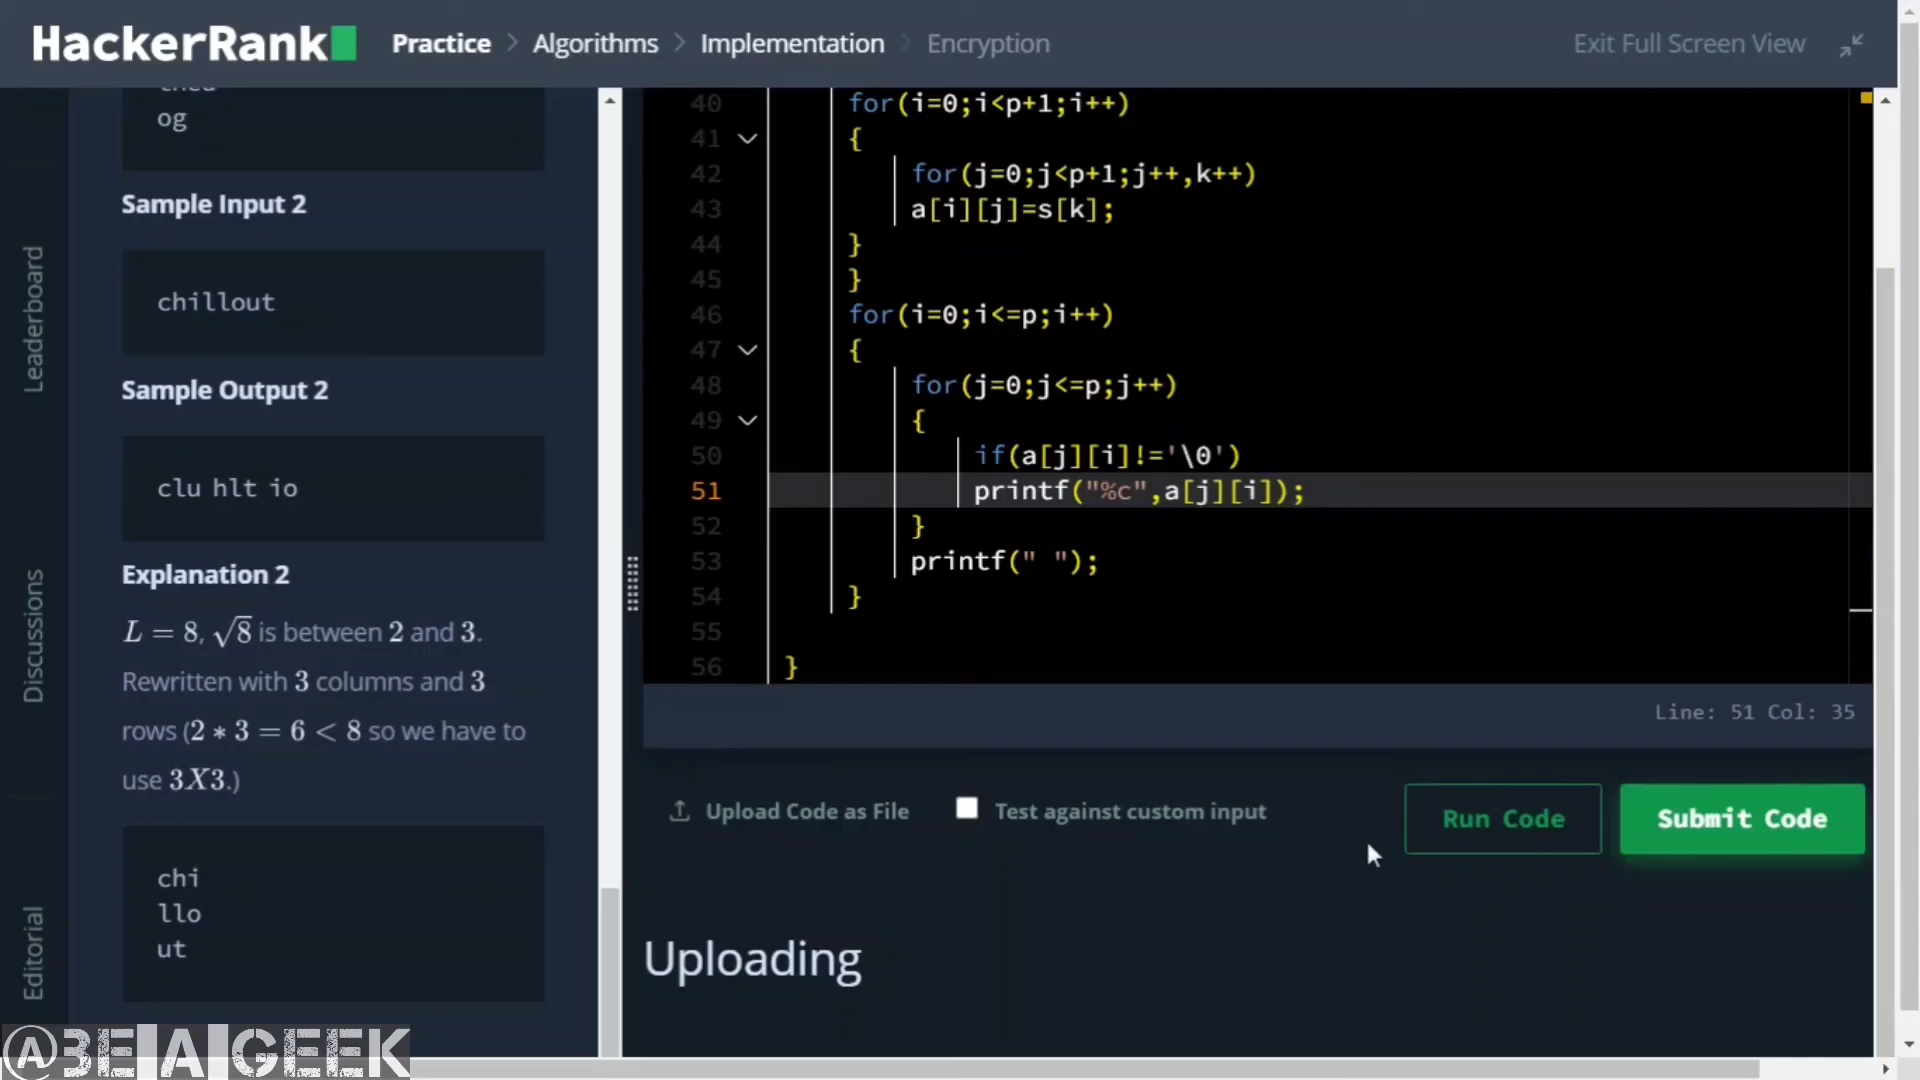 HackerRank
Practice > Algorithms > Implementation > Encryption
Exit Full Screen View
Leaderboard
Discussions
Editorial
og
Sample Input 2
chillout
Sample Output 2
clu hlt io
Explanation 2
L = 8, √8 is between 2 and 3.
Rewritten with 3 columns and 3
rows (2 * 3 = 6 < 8 so we have to
use 3X3.)
chi
llo
ut
40 for(i=0;i<p+1;i++)
41 {
42 for(j=0;j<p+1;j++,k++)
43 a[i][j]=s[k];
44 }
45 }
46 for(i=0;i<=p;i++)
47 {
48 for(j=0;j<=p;j++)
49 {
50 if(a[j][i]!='\0')
51 printf("%c",a[j][i]);
52 }
53 printf(" ");
54 }
55
56 }
Line: 51 Col: 35
Upload Code as File
Test against custom input
Run Code
Submit Code
Uploading
@BE A GEEK